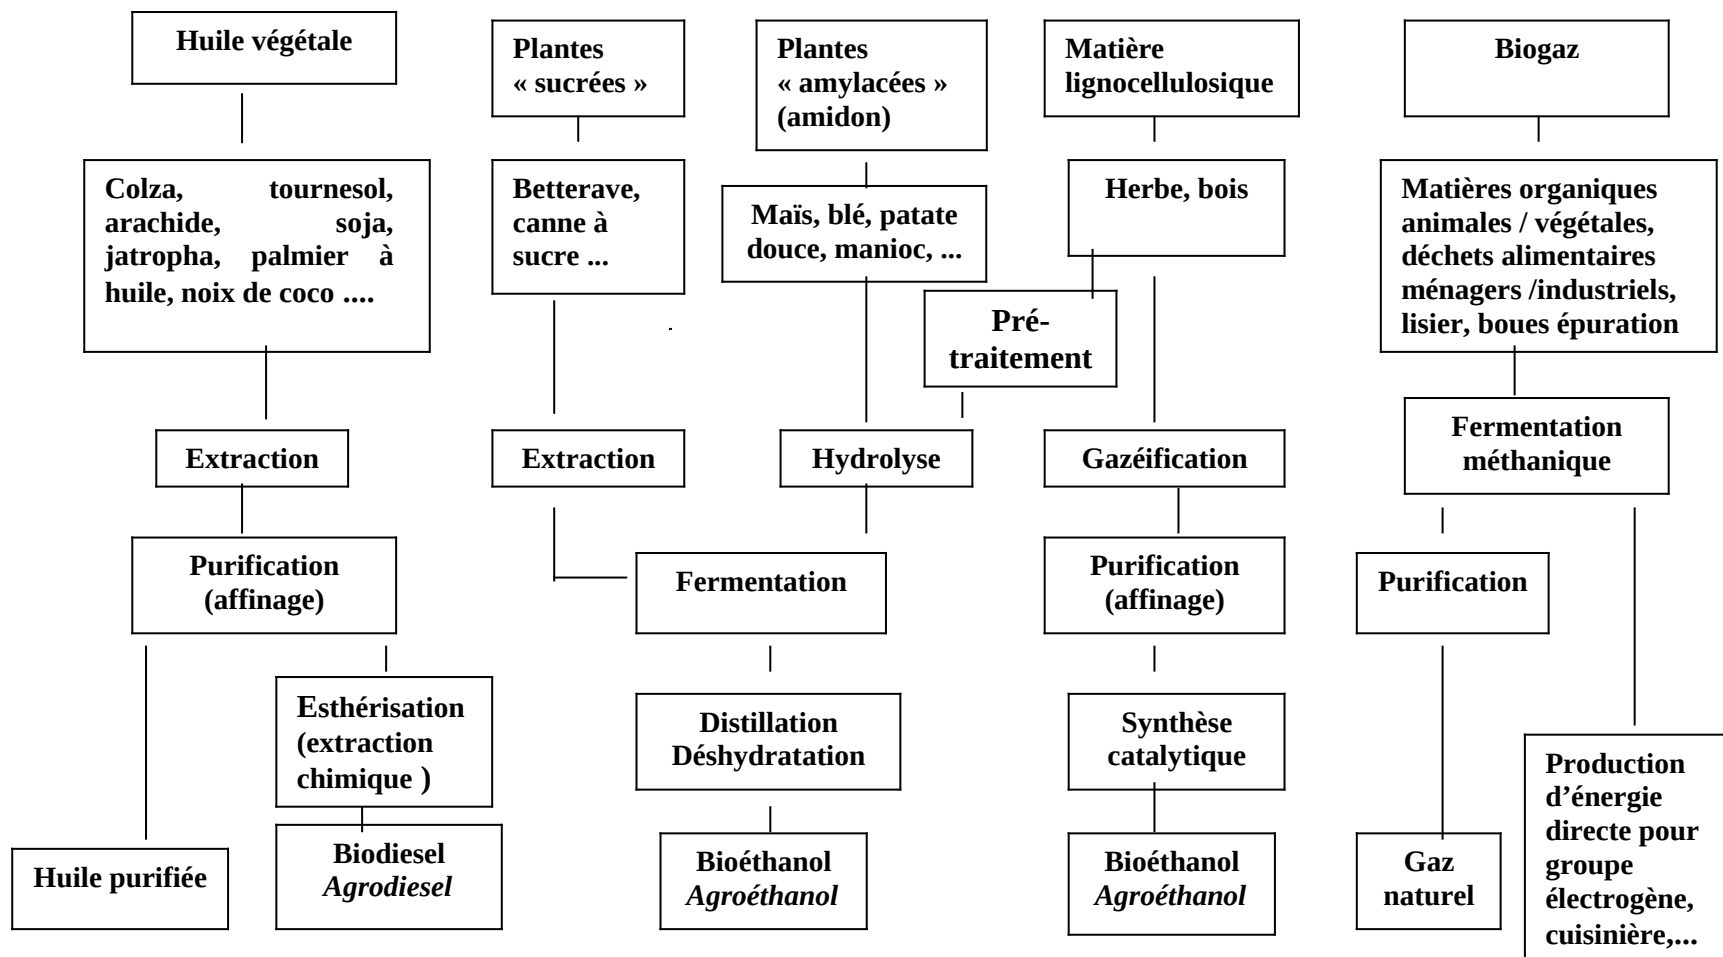 Huile végétale
Plantes
« sucrées »
Plantes
« amylacées »
(amidon)
Matière
lignocellulosique
Biogaz
Colza, tournesol,
arachide, soja,
jatropha, palmier à
huile, noix de coco ....
Betterave,
canne à
sucre ...
Maïs, blé, patate
douce, manioc, ...
Herbe, bois
Matières organiques
animales / végétales,
déchets alimentaires
ménagers /industriels,
lisier, boues épuration
Pré-
traitement
Extraction
Extraction
Hydrolyse
Gazéification
Fermentation
méthanique
Purification
(affinage)
Fermentation
Purification
(affinage)
Purification
Esthérisation
(extraction
chimique )
Distillation
Déshydratation
Synthèse
catalytique
Production
d’énergie
directe pour
groupe
électrogène,
cuisinière,...
Huile purifiée
Biodiesel
Agrodiesel
Bioéthanol
Agroéthanol
Bioéthanol
Agroéthanol
Gaz
naturel